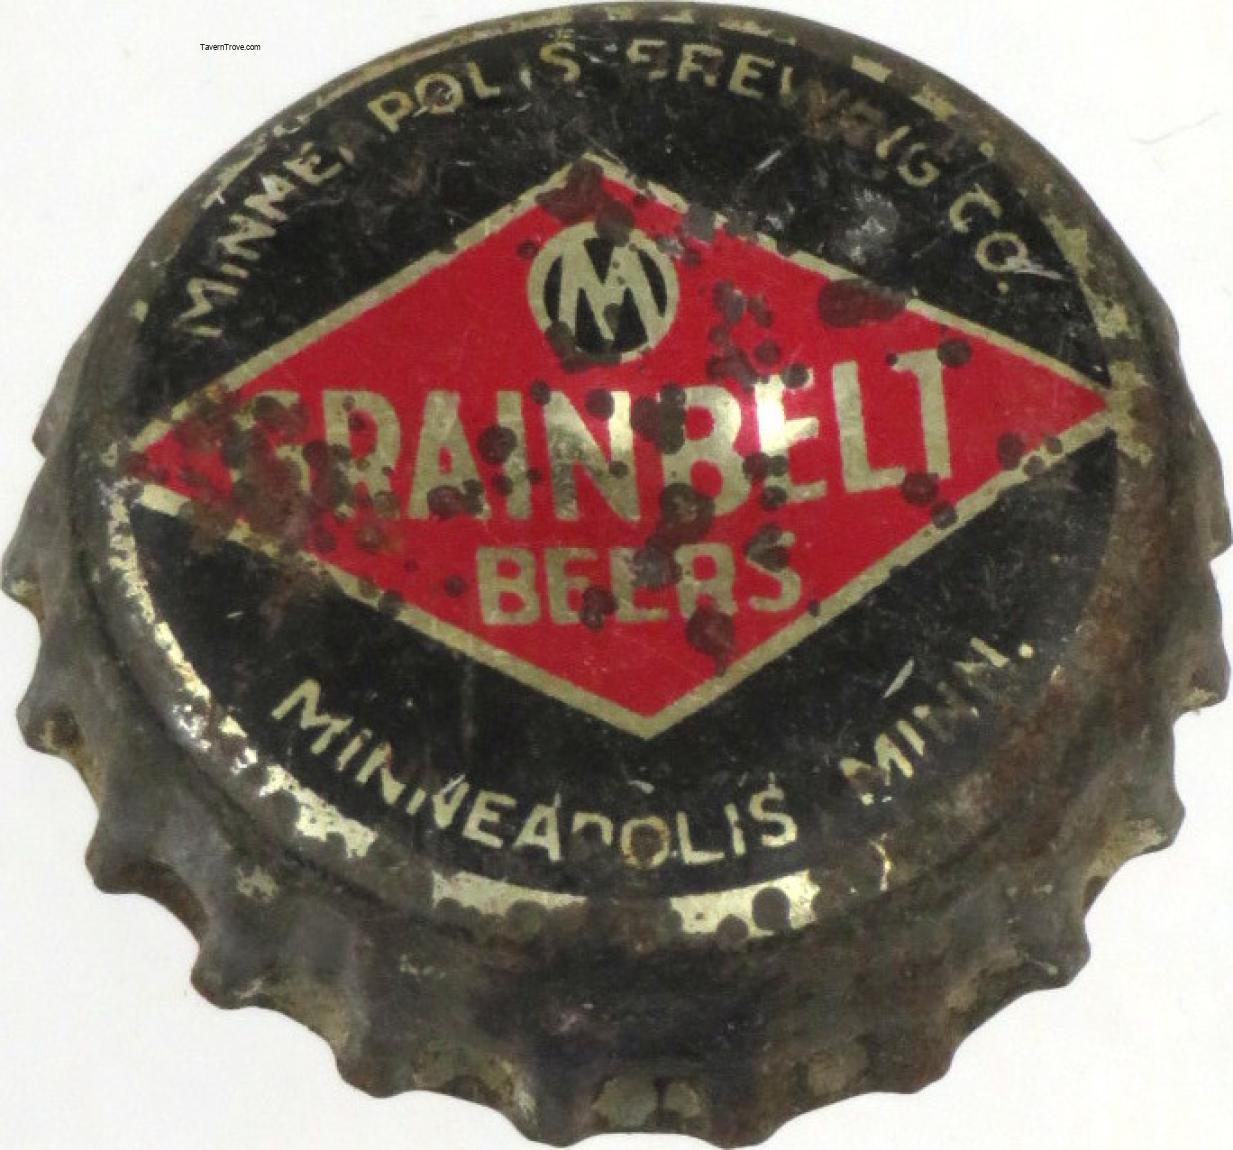 TavernTrove.com
MINNEAPOLIS BREWING CO.
M
GRAINBELT
BEERS
MINNEAPOLIS MINN.